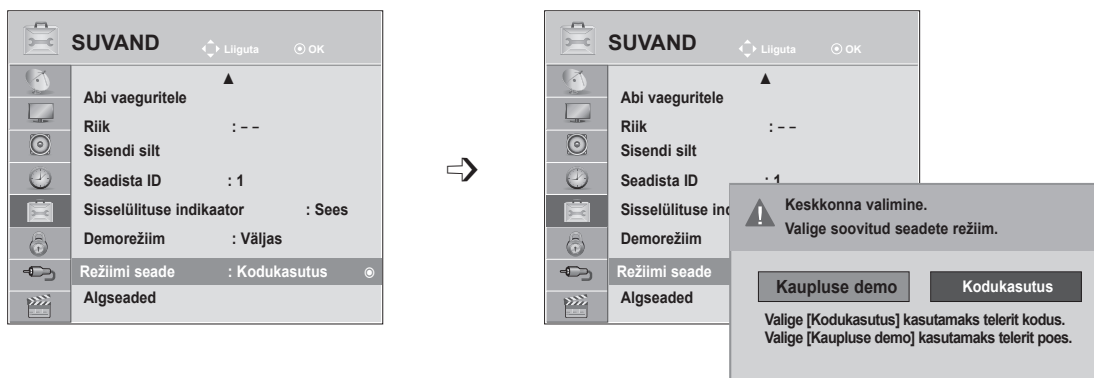 SUVAND
Liiguta
OK
▲
Abi vaeguritele
Riik : – –
Sisendi silt
Seadista ID : 1
Sisselülituse indikaator : Sees
Demorežiim : Väljas
Režiimi seade : Kodukasutus
Algseaded
SUVAND
Liiguta
OK
▲
Abi vaeguritele
Riik : – –
Sisendi silt
Seadista ID : 1
Sisselülituse ind
Demorežiim
Režiimi seade
Algseaded
Keskkonna valimine.
Valige soovitud seadete režiim.
Kaupluse demo
Kodukasutus
Valige [Kodukasutus] kasutamaks telerit kodus.
Valige [Kaupluse demo] kasutamaks telerit poes.